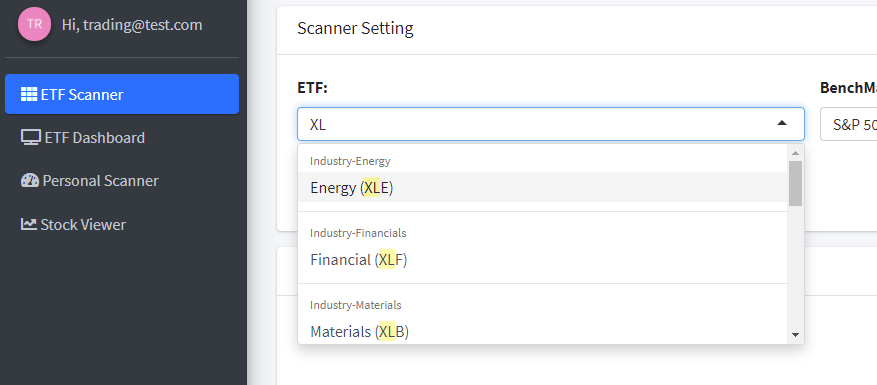 TR
Hi, trading@test.com
ETF Scanner
ETF Dashboard
Personal Scanner
Stock Viewer
Scanner Setting
ETF:
XL
Industry-Energy
Energy (XLE)
Industry-Financials
Financial (XLF)
Industry-Materials
Materials (XLB)
BenchMa
S&P 50